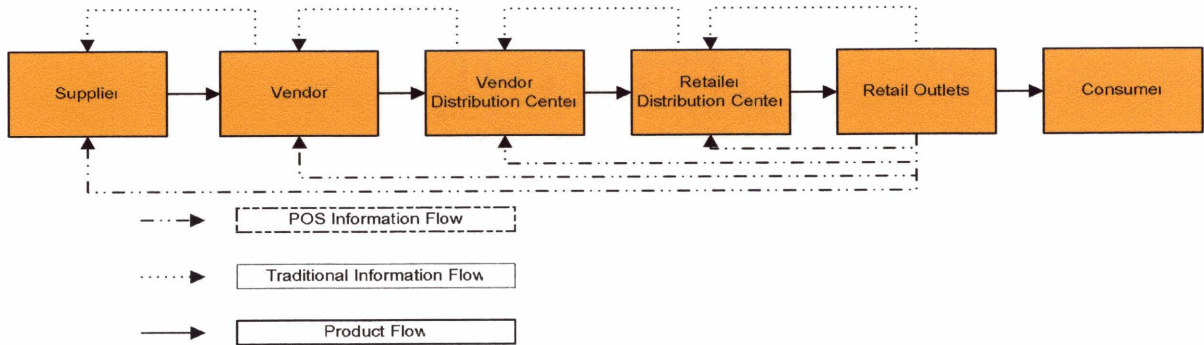 Supplier
Vendor
Vendor
Distribution Center
Retailer
Distribution Center
Retail Outlets
Consumer
POS Information Flow
Traditional Information Flow
Product Flow